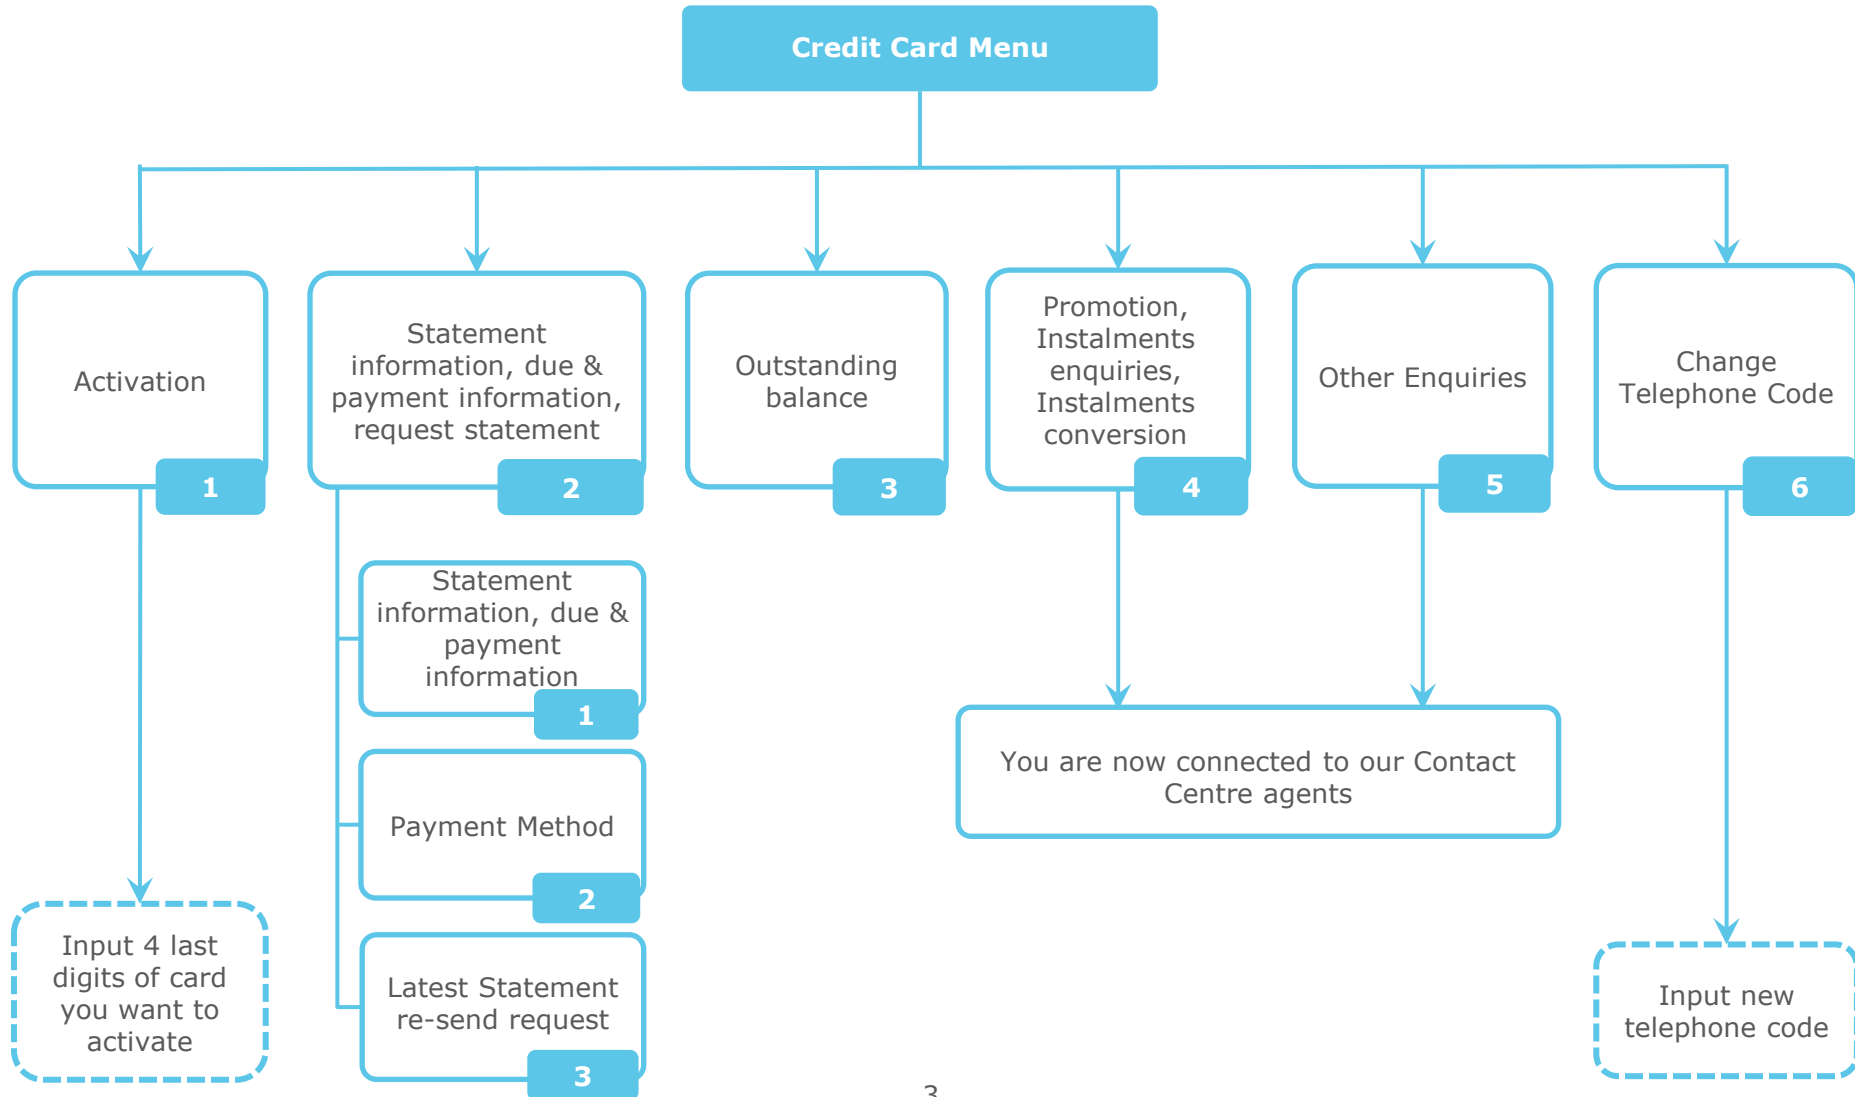 Credit Card Menu
Activation
1
Statement
information, due &
payment information,
request statement
2
Outstanding
balance
3
Promotion,
Instalments
enquiries,
Instalments
conversion
4
Other Enquiries
5
Change
Telephone Code
6
Statement
information, due &
payment
information
1
Payment Method
2
Latest Statement
re-send request
3
You are now connected to our Contact
Centre agents
Input 4 last
digits of card
you want to
activate
Input new
telephone code
3